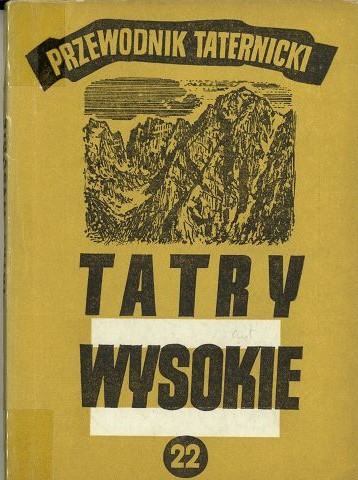 PRZEWODNIK TATERNICKI
TATRY
WYSOKIE
22